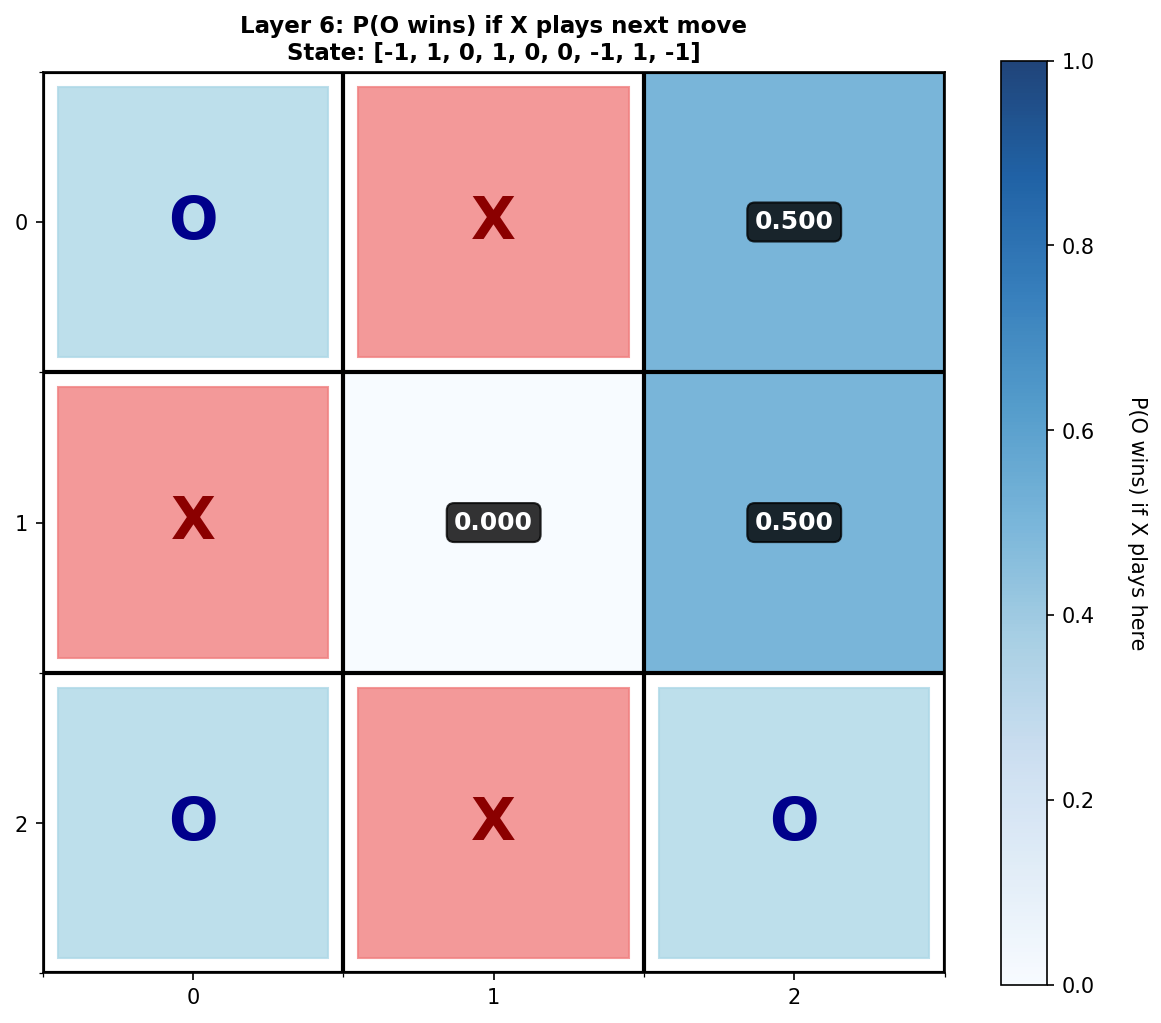 Layer 6: P(O wins) if X plays next move
State: [-1, 1, 0, 1, 0, 0, -1, 1, -1]
O X 0.500
X 0.000 0.500
O X O
0
1
2
0 1 2
1.0
0.8
0.6
0.4
0.2
0.0
P(O wins) if X plays here